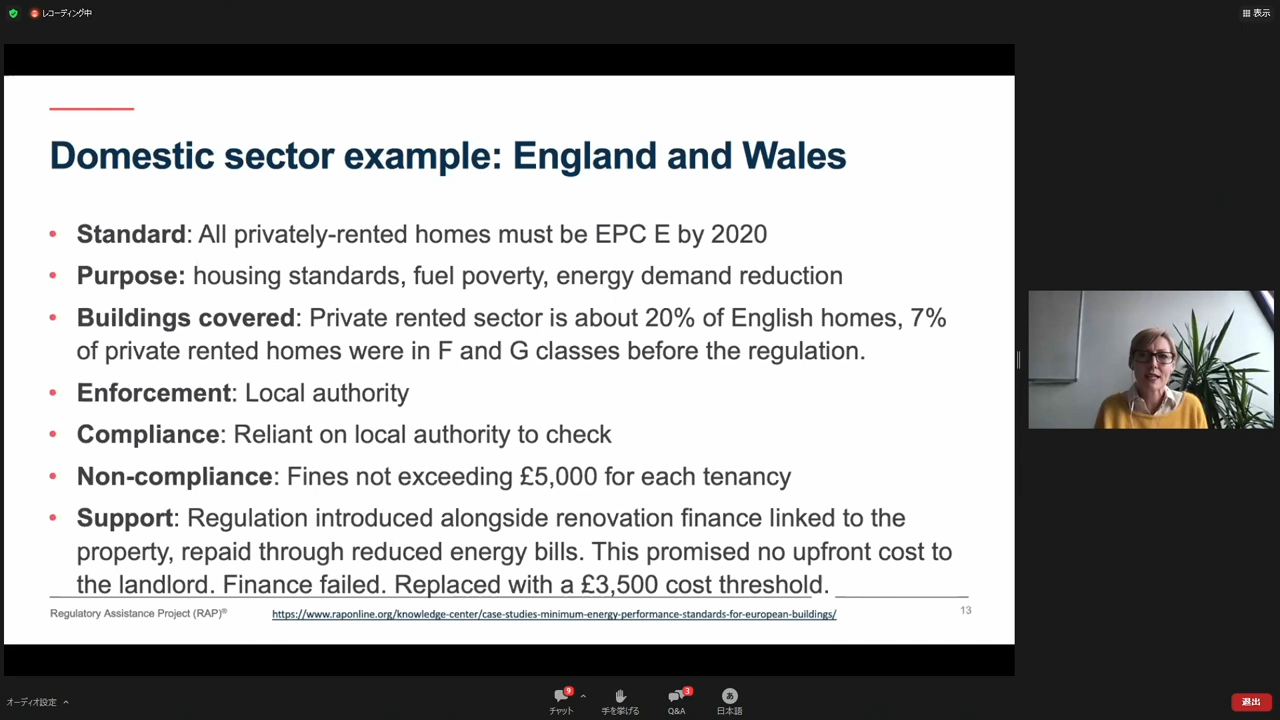 レコーディング中
表示
Domestic sector example: England and Wales
• Standard: All privately-rented homes must be EPC E by 2020
• Purpose: housing standards, fuel poverty, energy demand reduction
• Buildings covered: Private rented sector is about 20% of English homes, 7%
of private rented homes were in F and G classes before the regulation.
• Enforcement: Local authority
• Compliance: Reliant on local authority to check
• Non-compliance: Fines not exceeding £5,000 for each tenancy
• Support: Regulation introduced alongside renovation finance linked to the
property, repaid through reduced energy bills. This promised no upfront cost to
the landlord. Finance failed. Replaced with a £3,500 cost threshold.
Regulatory Assistance Project (RAP)®
https://www.raponline.org/knowledge-center/case-studies-minimum-energy-performance-standards-for-european-buildings/
13
オーディオ設定
9
チャット
手を挙げる
3
Q&A
あ
日本語
退出